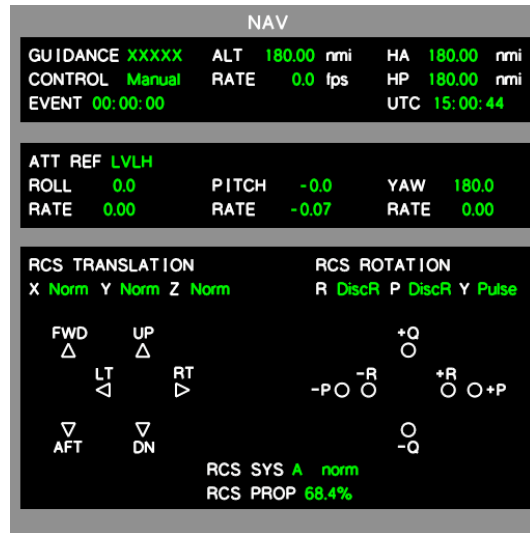 NAV
GUIDANCE XXXXX ALT 180.00 nmi HA 180.00 nmi
CONTROL Manual RATE 0.0 fps HP 180.00 nmi
EVENT 00:00:00 UTC 15:00:44
ATT REF LVLH
ROLL 0.0 PITCH -0.0 YAW 180.0
RATE 0.00 RATE -0.07 RATE 0.00
RCS TRANSLATION RCS ROTATION
X Norm Y Norm Z Norm R DiscR P DiscR Y Pulse
FWD UP +Q
LT RT -R +R
-P +P
AFT DN -Q
RCS SYS A norm
RCS PROP 68.4%